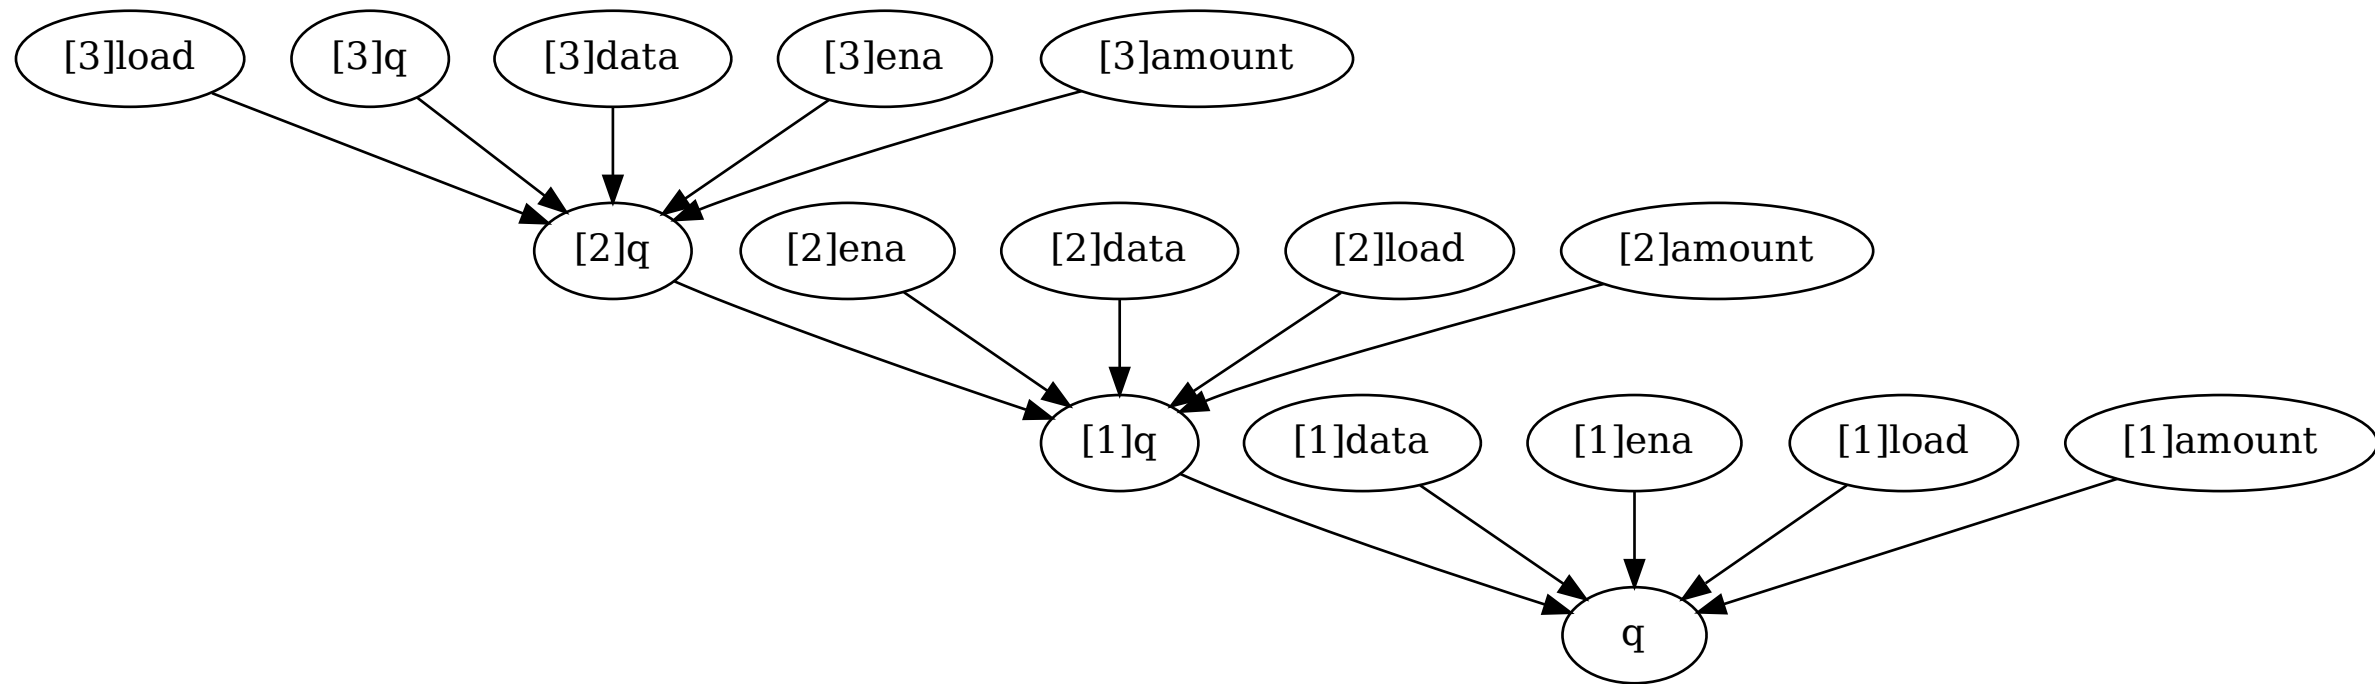 [3]load
[3]q
[3]data
[3]ena
[3]amount
[2]q
[2]ena
[2]data
[2]load
[2]amount
[1]q
[1]data
[1]ena
[1]load
[1]amount
q